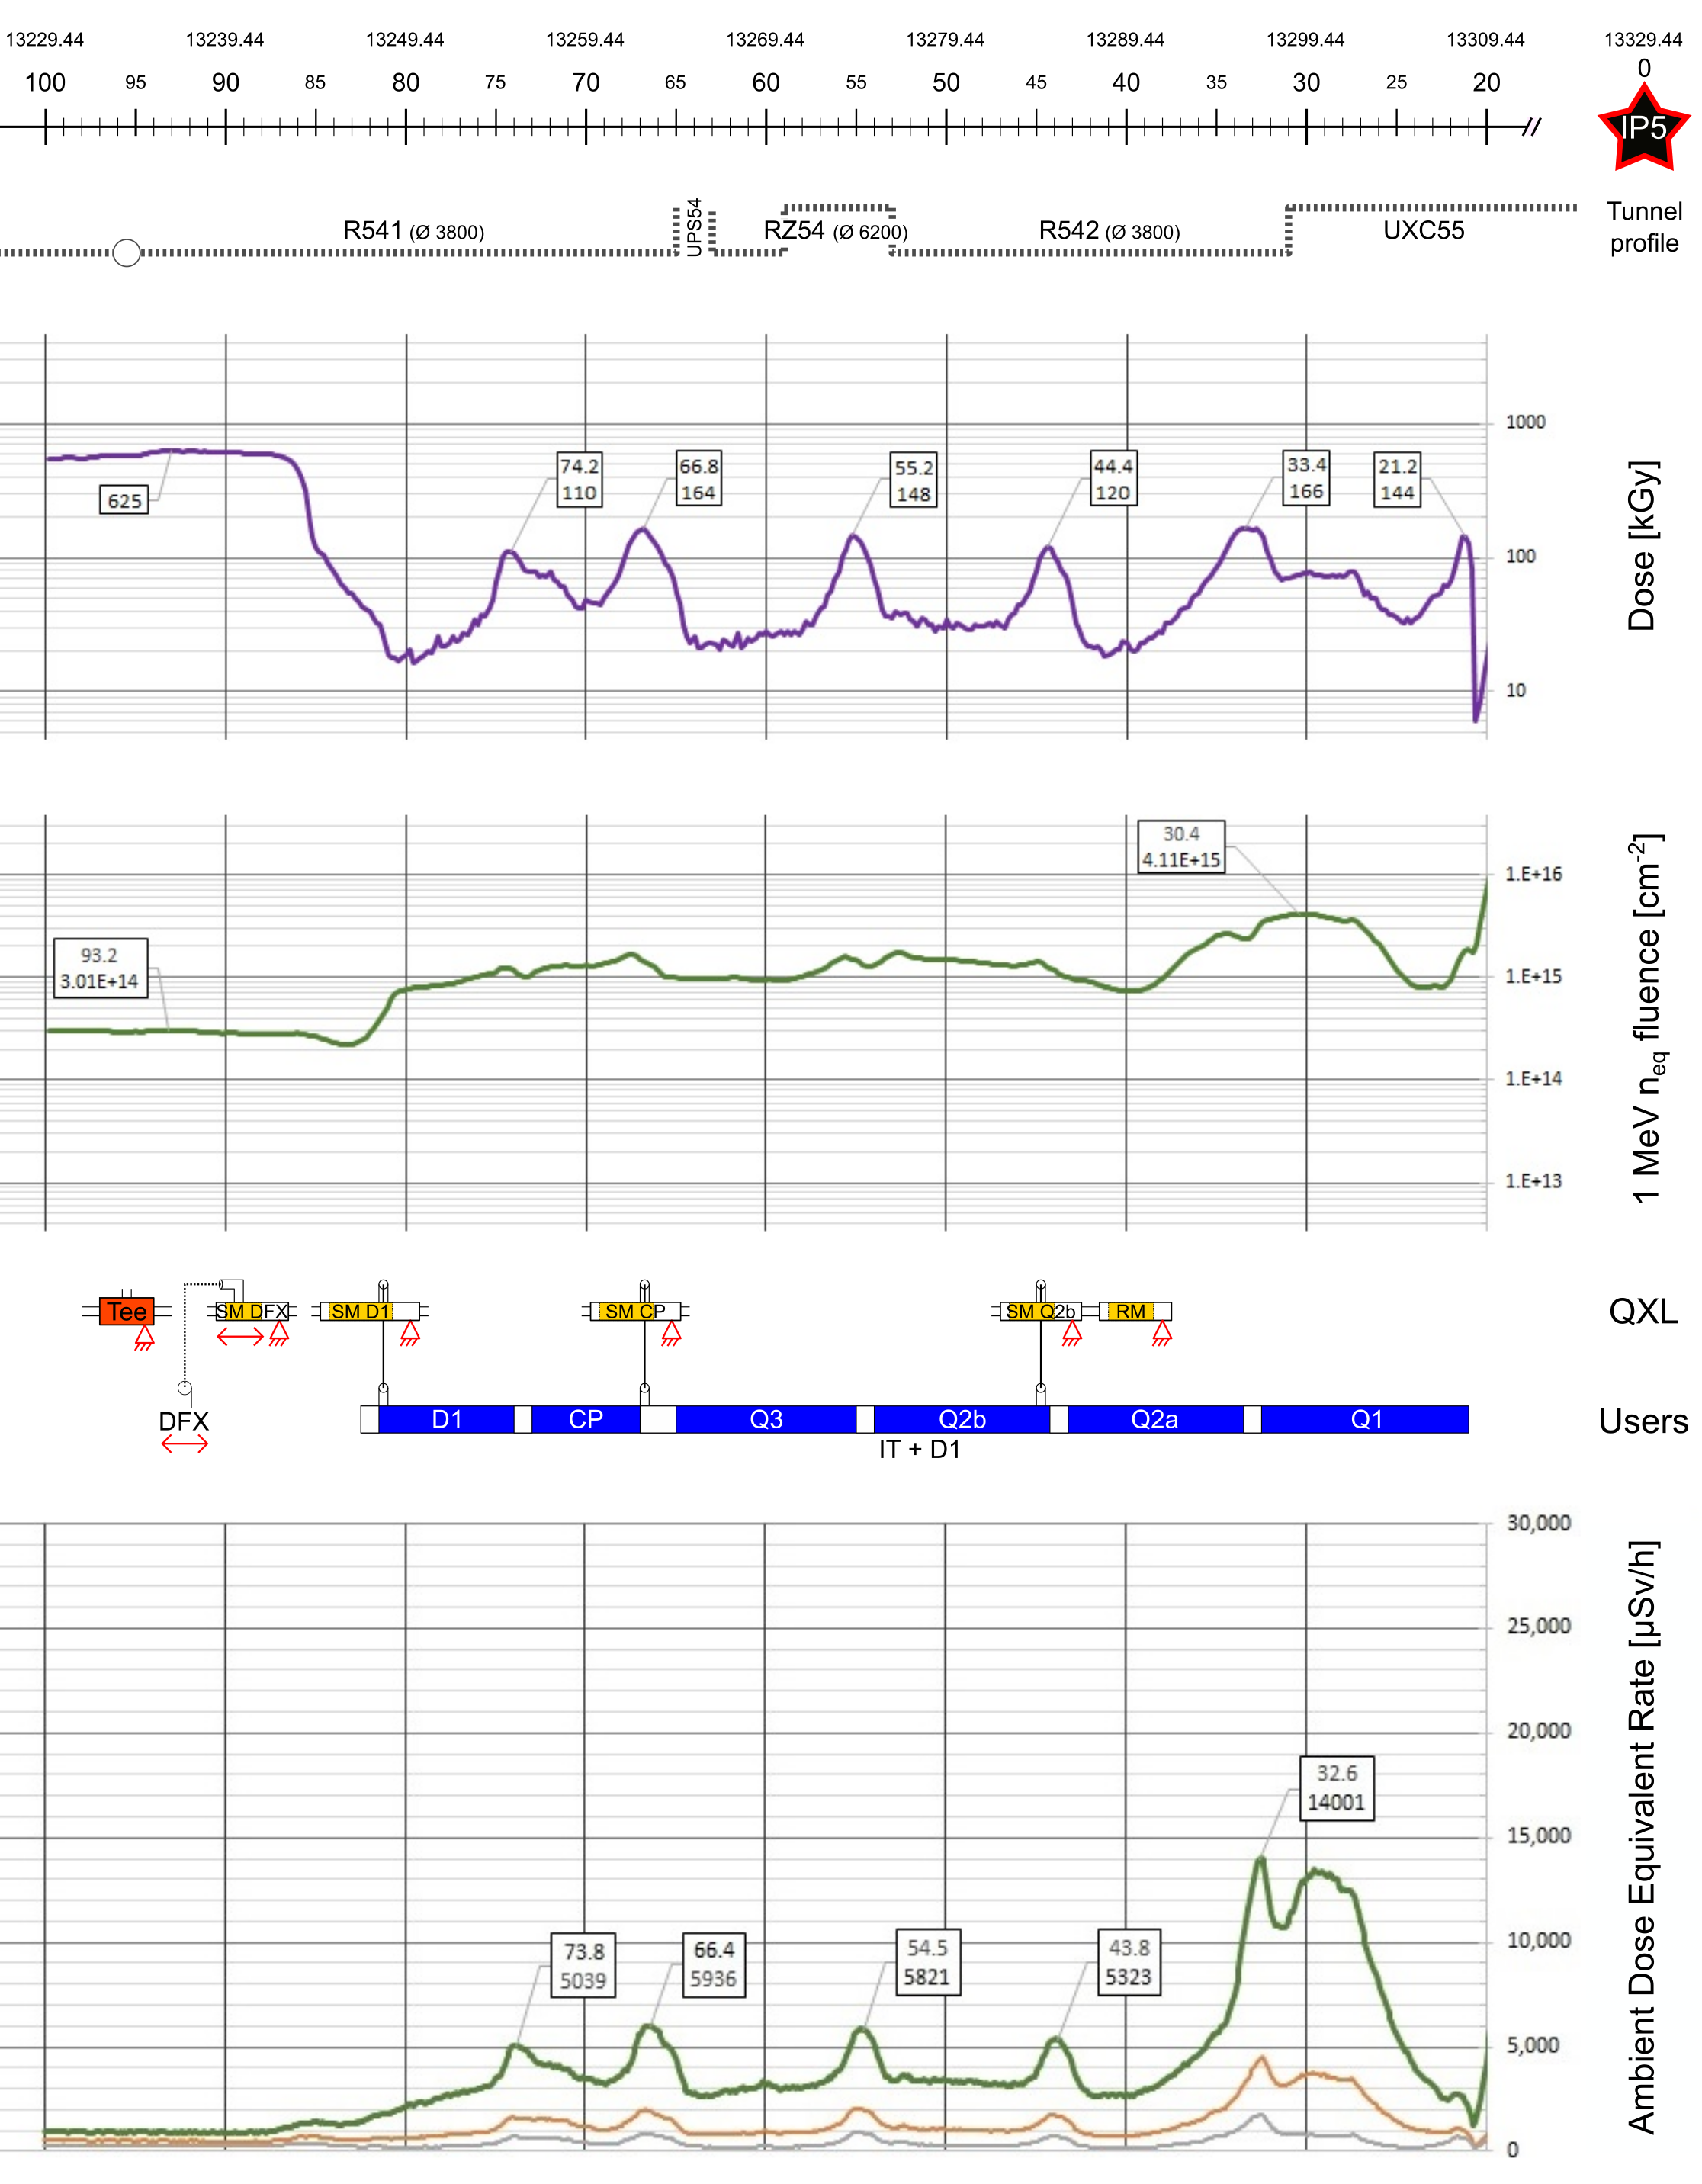 13229.44 13239.44 13249.44 13259.44 13269.44 13279.44 13289.44 13299.44 13309.44 13329.44
100 95 90 85 80 75 70 65 60 55 50 45 40 35 30 25 20 0
IP5
R541 (Ø 3800) UPS54 RZ54 (Ø 6200) R542 (Ø 3800) UXC55
Tunnel
profile
1000
100
10
Dose [kGy]
625
74.2
110
66.8
164
55.2
148
44.4
120
33.4
166
21.2
144
1.E+16
1.E+15
1.E+14
1.E+13
1 MeV neq fluence [cm-2]
93.2
3.01E+14
30.4
4.11E+15
Tee SM DFX SM D1 SM CP SM Q2b RM QXL
DFX D1 CP Q3 Q2b Q2a Q1 Users
IT + D1
30,000
25,000
20,000
15,000
10,000
5,000
0
Ambient Dose Equivalent Rate [µSv/h]
73.8
5039
66.4
5936
54.5
5821
43.8
5323
32.6
14001